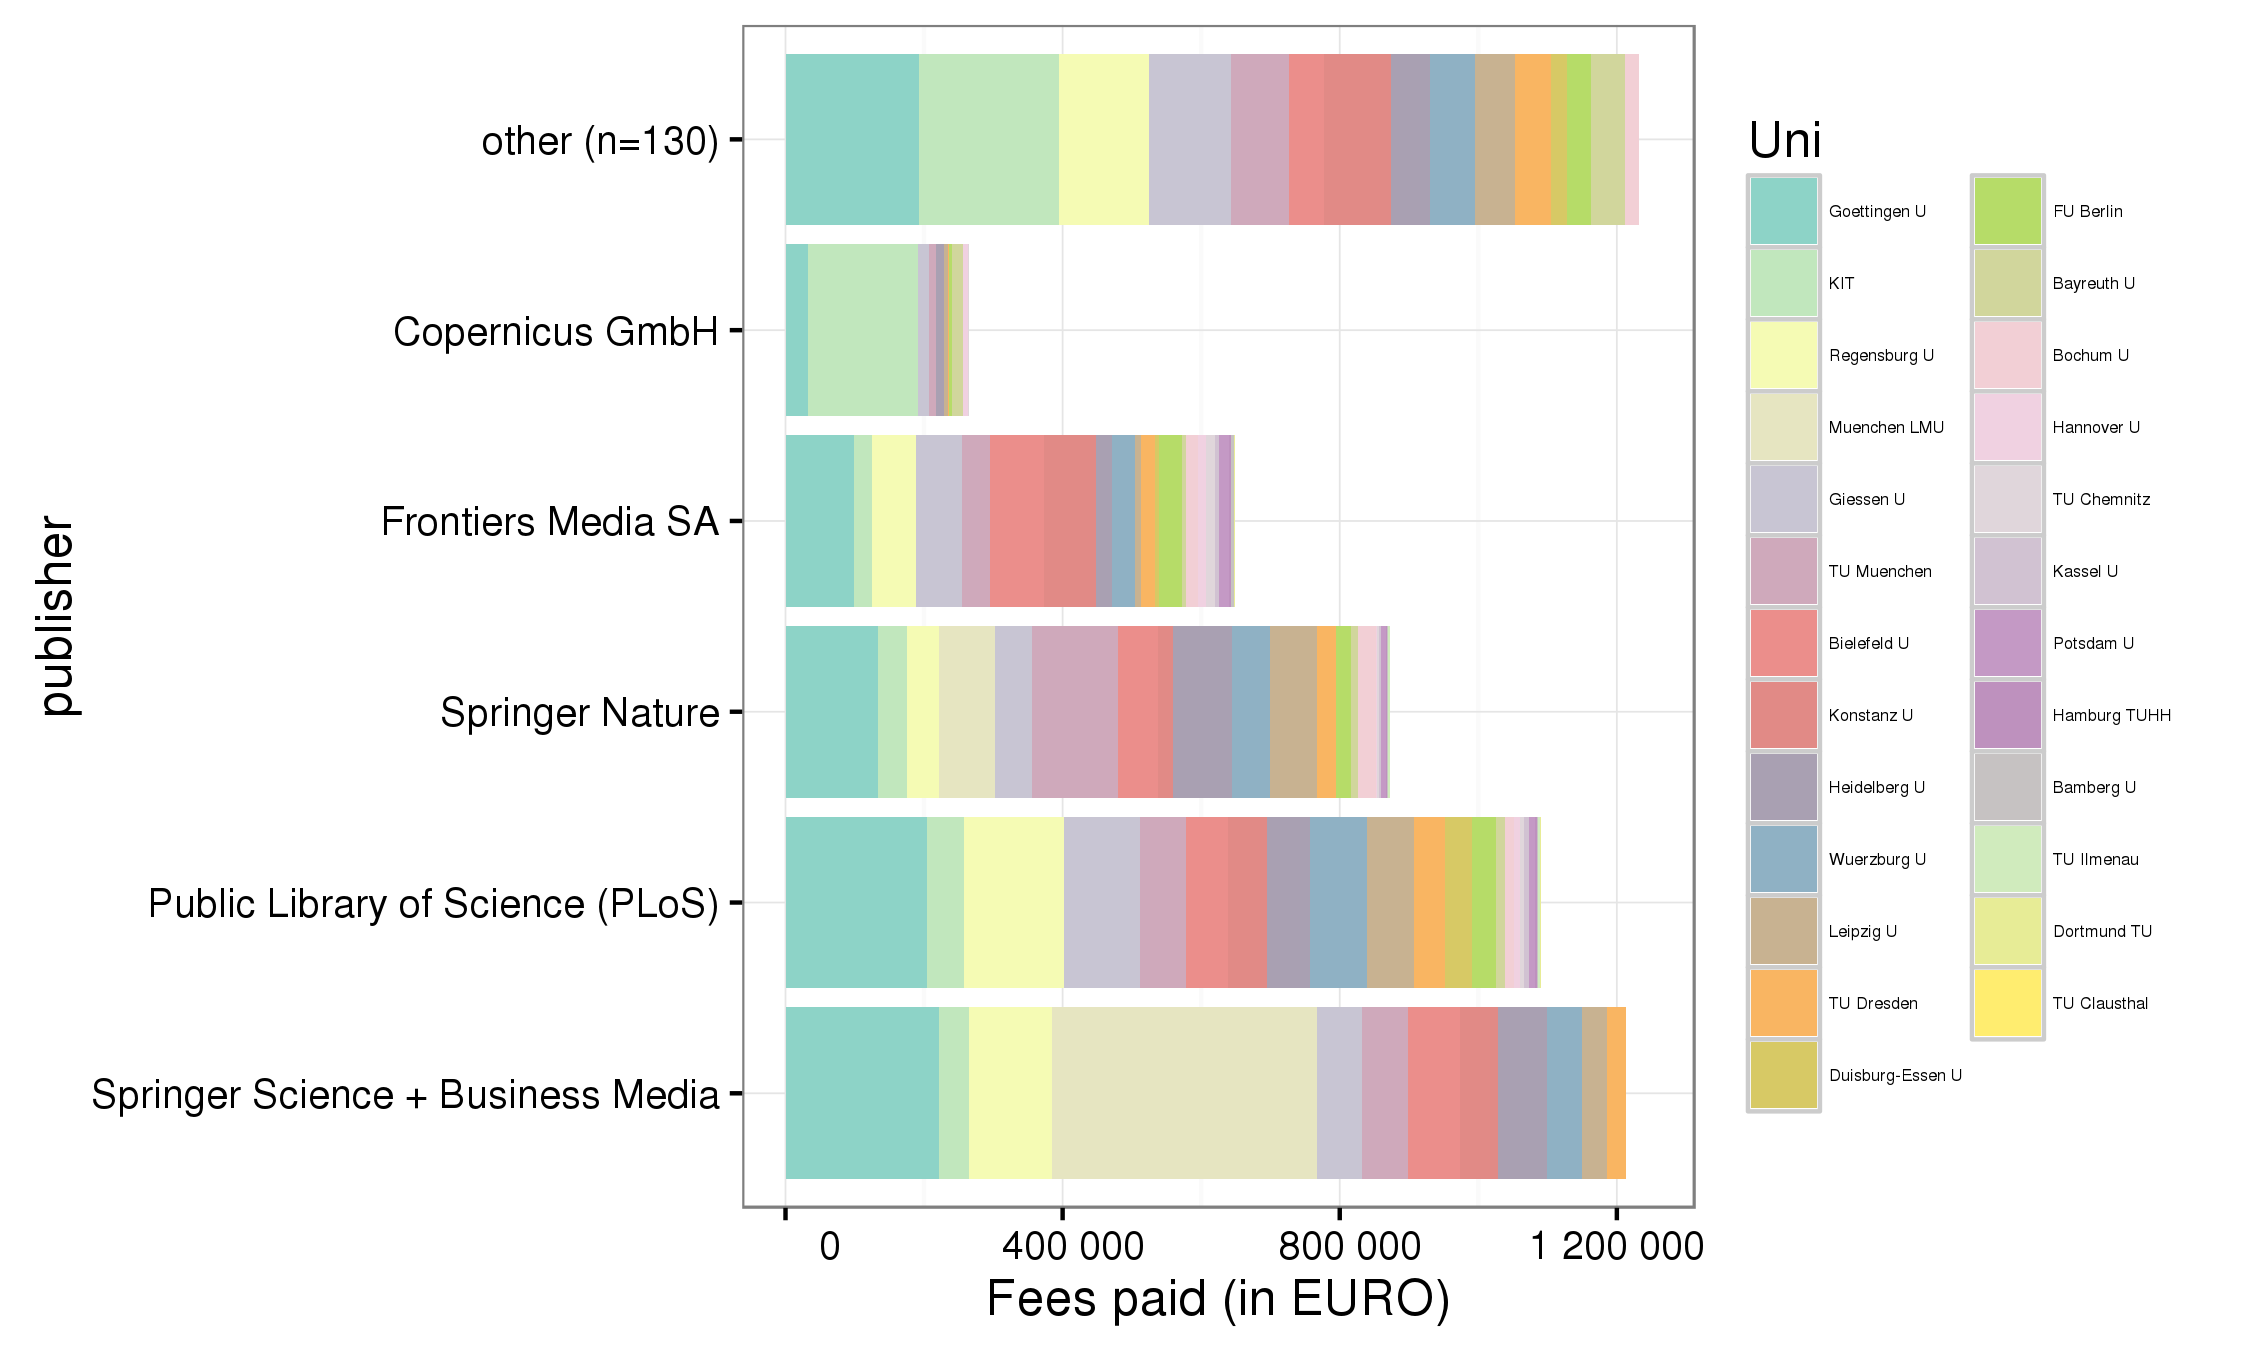 other (n=130)
Copernicus GmbH
Frontiers Media SA
Springer Nature
Public Library of Science (PLoS)
Springer Science + Business Media
publisher
0
400 000
800 000
1 200 000
Fees paid (in EURO)
Uni
Goettingen U
KIT
Regensburg U
Muenchen LMU
Giessen U
TU Muenchen
Bielefeld U
Konstanz U
Heidelberg U
Wuerzburg U
Leipzig U
TU Dresden
Duisburg-Essen U
FU Berlin
Bayreuth U
Bochum U
Hannover U
TU Chemnitz
Kassel U
Potsdam U
Hamburg TUHH
Bamberg U
TU Ilmenau
Dortmund TU
TU Clausthal